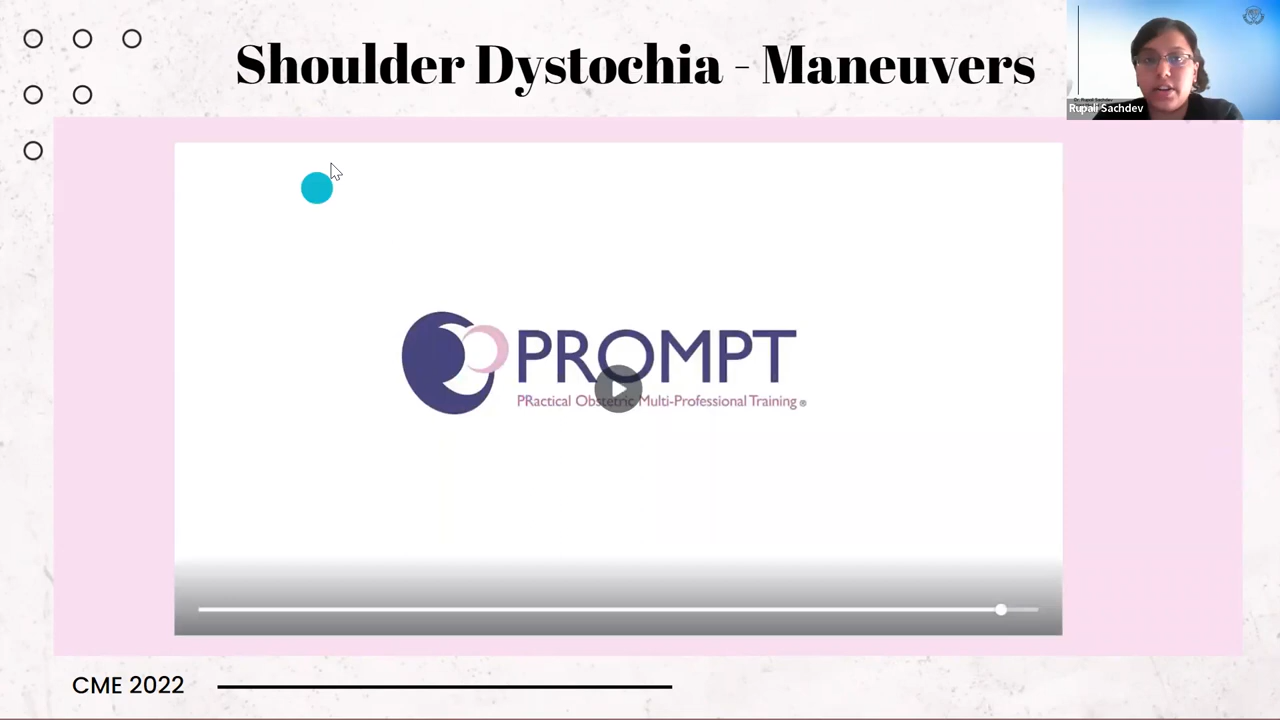 Shoulder Dystochia - Maneuvers
Rupali Sachdev
PROMPT
PRactical Obstetric Multi-Professional Training ®
CME 2022